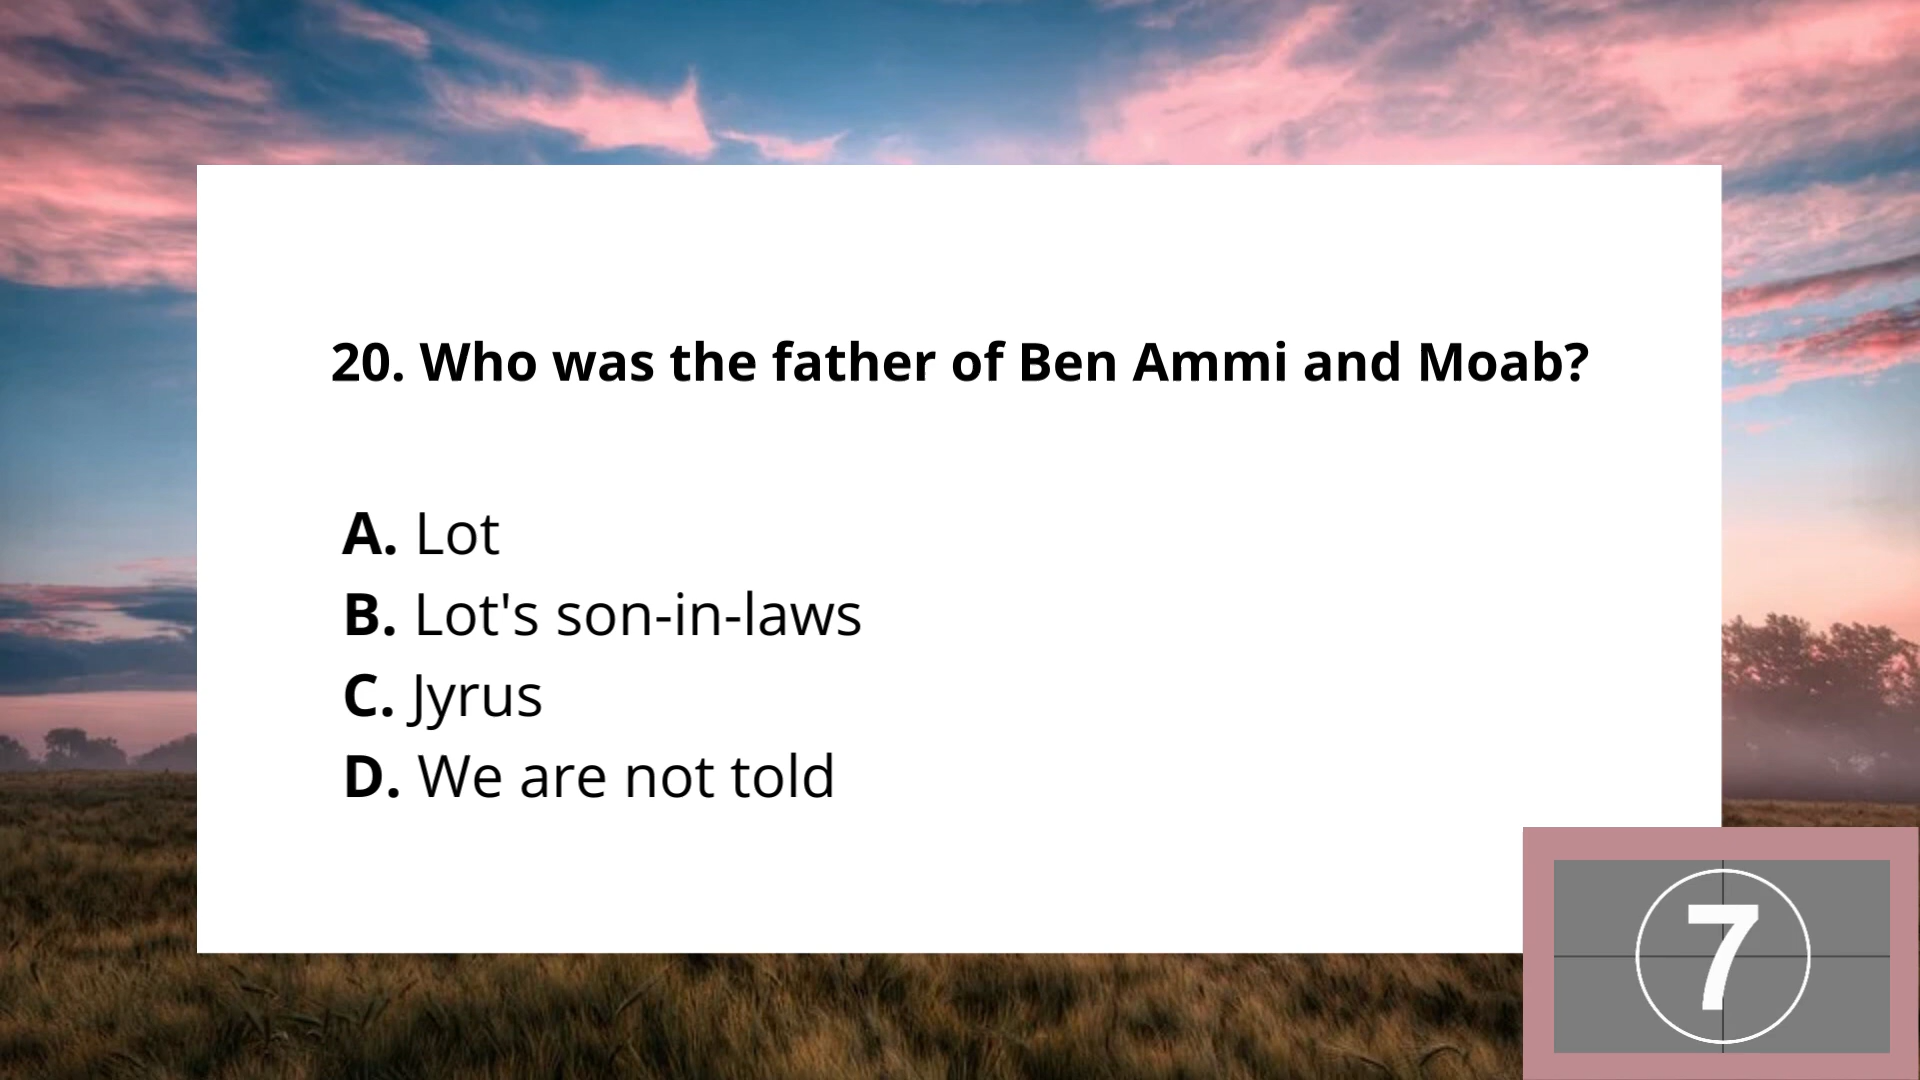 20. Who was the father of Ben Ammi and Moab?
A. Lot
B. Lot's son-in-laws
C. Jyrus
D. We are not told
7